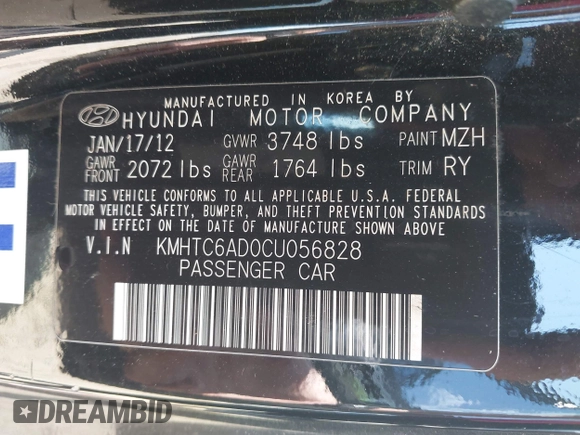 MANUFACTURED IN KOREA BY
HYUNDAI MOTOR COMPANY
JAN/17/12 GVWR 3748 lbs PAINT MZH
GAWR FRONT 2072 lbs GAWR REAR 1764 lbs TRIM RY
THIS VEHICLE CONFORMS TO ALL APPLICABLE U.S.A. FEDERAL
MOTOR VEHICLE SAFETY, BUMPER, AND THEFT PREVENTION STANDARDS
IN EFFECT ON THE DATE OF MANUFACTURE SHOWN ABOVE.
V.I.N KMHTC6AD0CU056828
PASSENGER CAR
DREAMBID